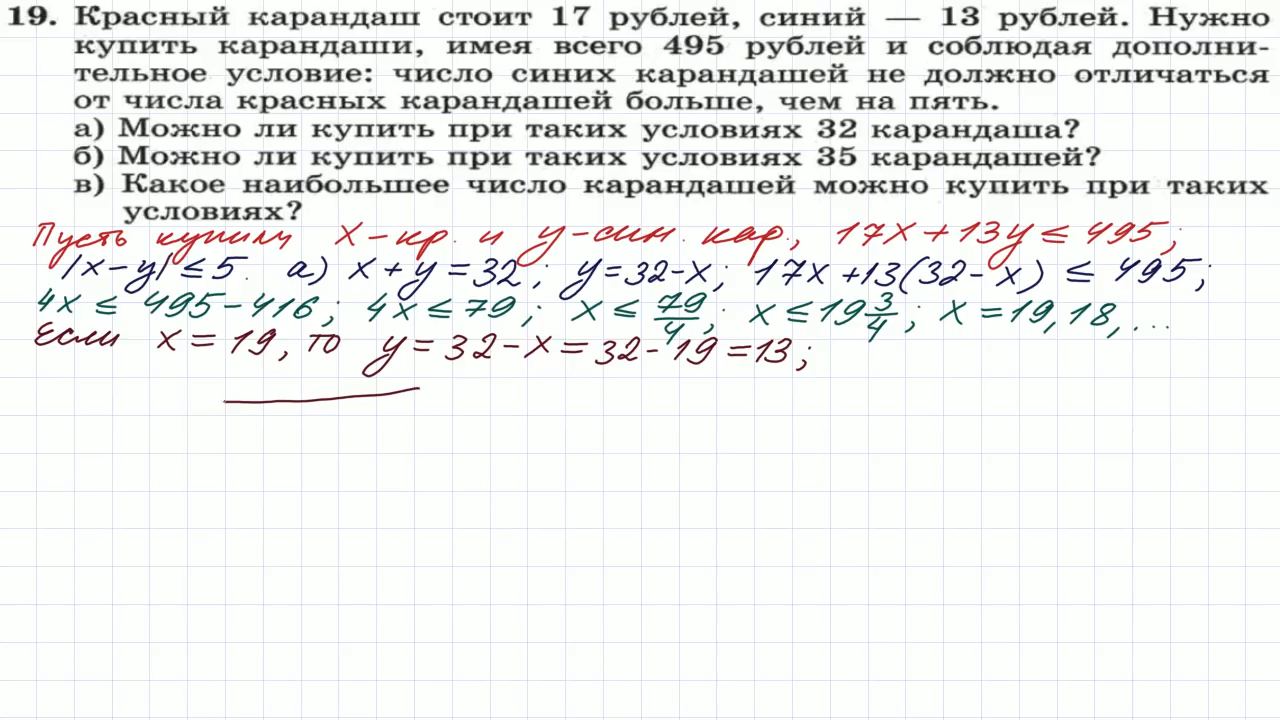 19. Красный карандаш стоит 17 рублей, синий — 13 рублей. Нужно
купить карандаши, имея всего 495 рублей и соблюдая дополни-
тельное условие: число синих карандашей не должно отличаться
от числа красных карандашей больше, чем на пять.
а) Можно ли купить при таких условиях 32 карандаша?
б) Можно ли купить при таких условиях 35 карандашей?
в) Какое наибольшее число карандашей можно купить при таких
условиях?
Пусть купили x – кр. и y – син. кар., 17x + 13y ≤ 495;
|x – y| ≤ 5. а) x + y = 32; y = 32 - x; 17x + 13(32 - x) ≤ 495;
4x ≤ 495 – 416; 4x ≤ 79; x ≤ 79/4; x ≤ 19 3/4; x = 19, 18, ...
Если x = 19, то y = 32 – x = 32 - 19 = 13;